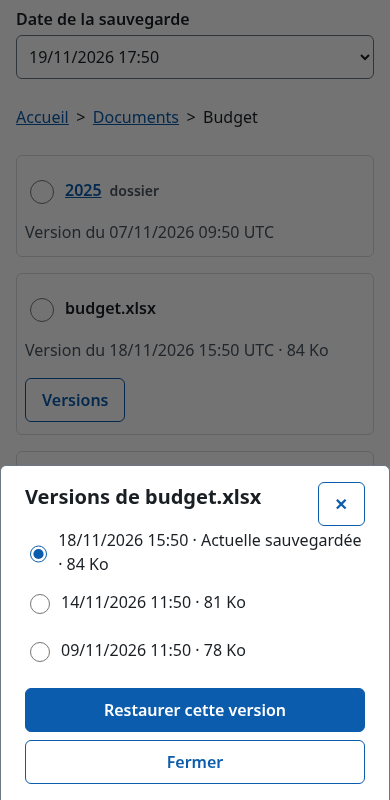 Date de la sauvegarde
19/11/2026 17:50
Accueil > Documents > Budget
2025 dossier
Version du 07/11/2026 09:50 UTC
budget.xlsx
Version du 18/11/2026 15:50 UTC · 84 Ko
Versions
Versions de budget.xlsx
×
18/11/2026 15:50 · Actuelle sauvegardée
· 84 Ko
14/11/2026 11:50 · 81 Ko
09/11/2026 11:50 · 78 Ko
Restaurer cette version
Fermer